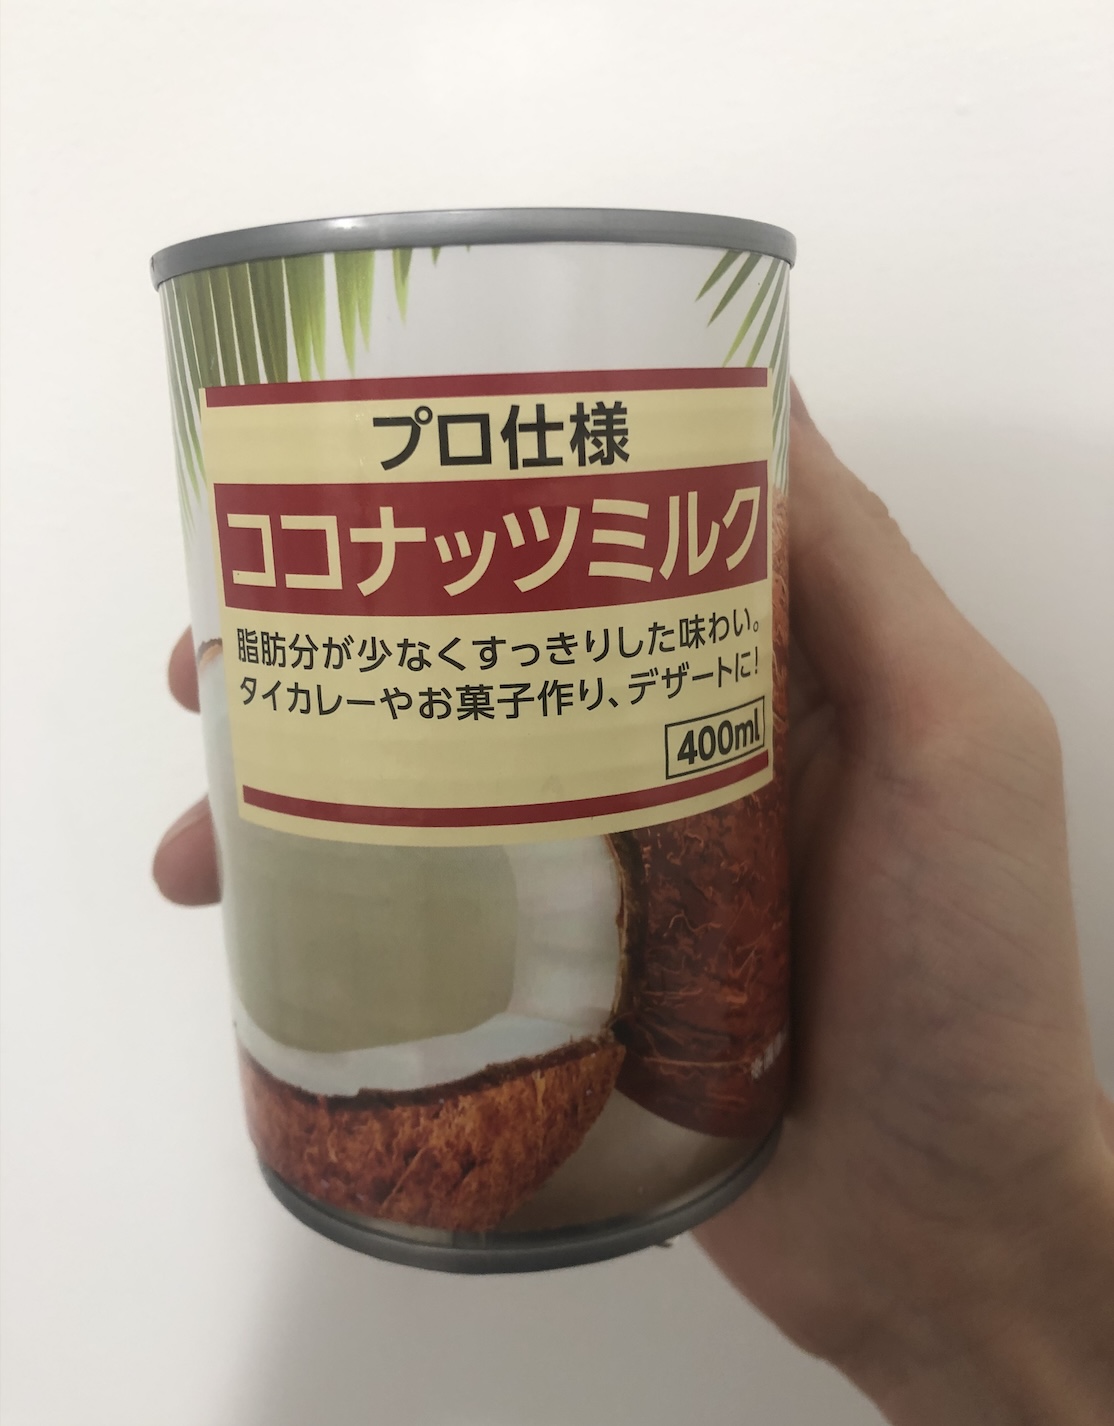 プロ仕様
ココナッツミルク
脂肪分が少なくすっきりした味わい。
タイカレーやお菓子作り、デザートに!
400ml